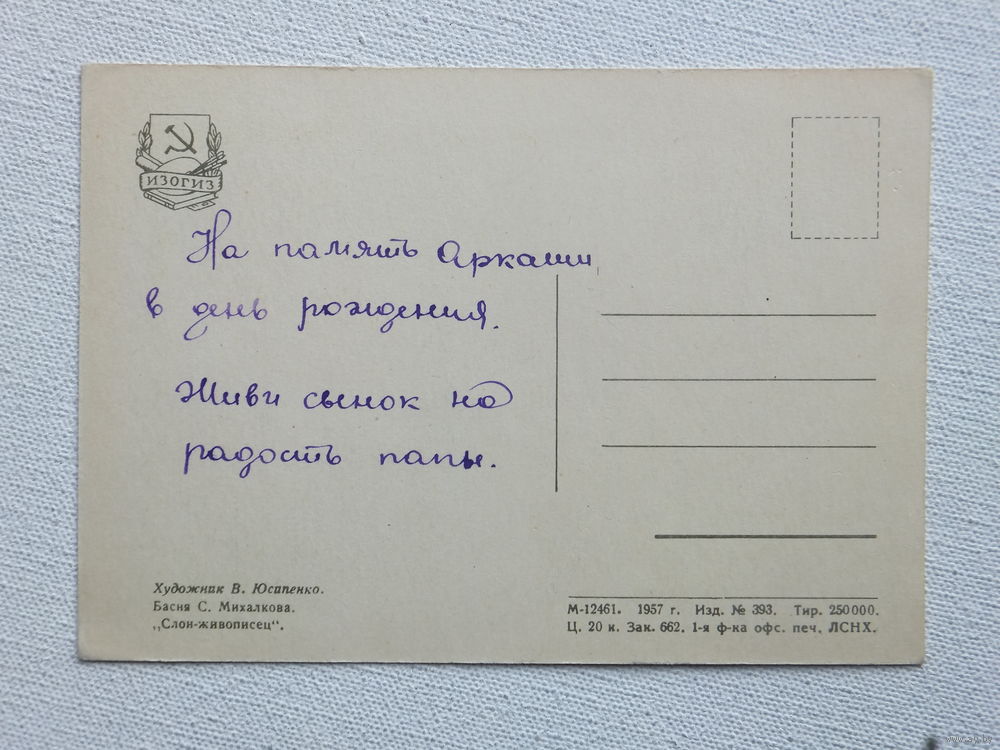 ИЗОГИЗ
На память Аркаши
в день рождения.
Живи сынок на
радость папы.
Художник В. Юсипенко.
Басня С. Михалкова.
„Слон-живописец“.
М-12461. 1957 г. Изд. № 393. Тир. 250000.
Ц. 20 к. Зак. 662. 1-я ф-ка офс. печ. ЛСНХ.